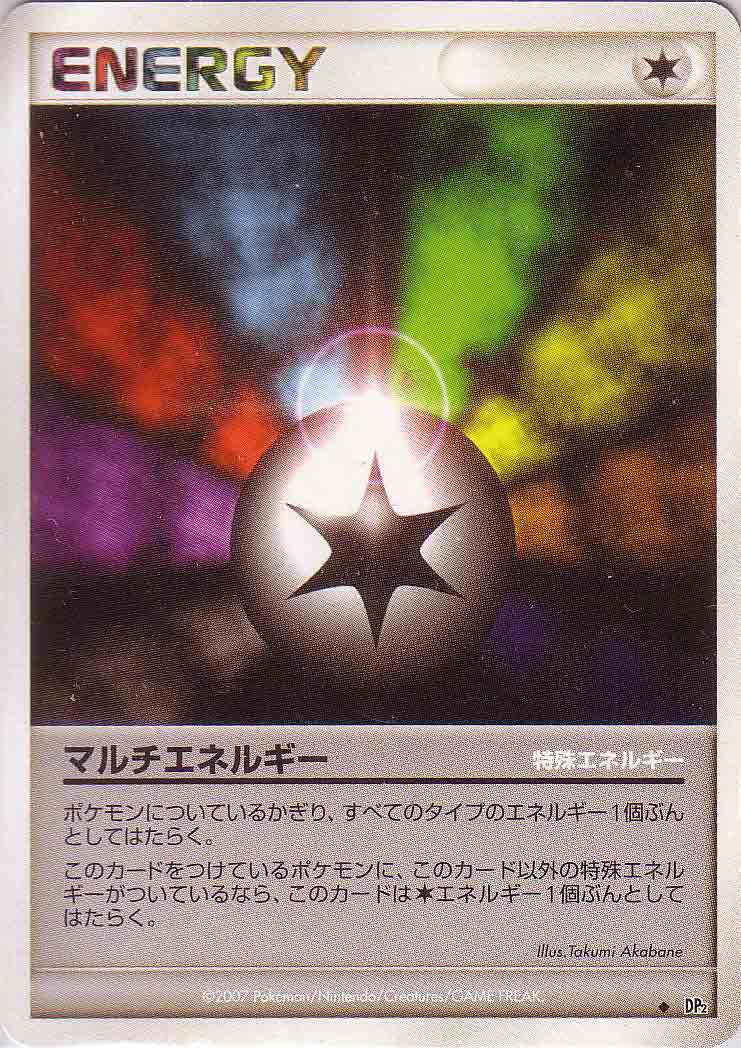 ENERGY
マルチエネルギー 特殊エネルギー
ポケモンについているかぎり、すべてのタイプのエネルギー1個ぶん
としてはたらく。
このカードをつけているポケモンに、このカード以外の特殊エネル
ギーがついているなら、このカードは✶エネルギー1個ぶんとして
はたらく。
Illus.Takumi Akabane
©2007 Pokémon/Nintendo/Creatures/GAME FREAK.
◆ DP2